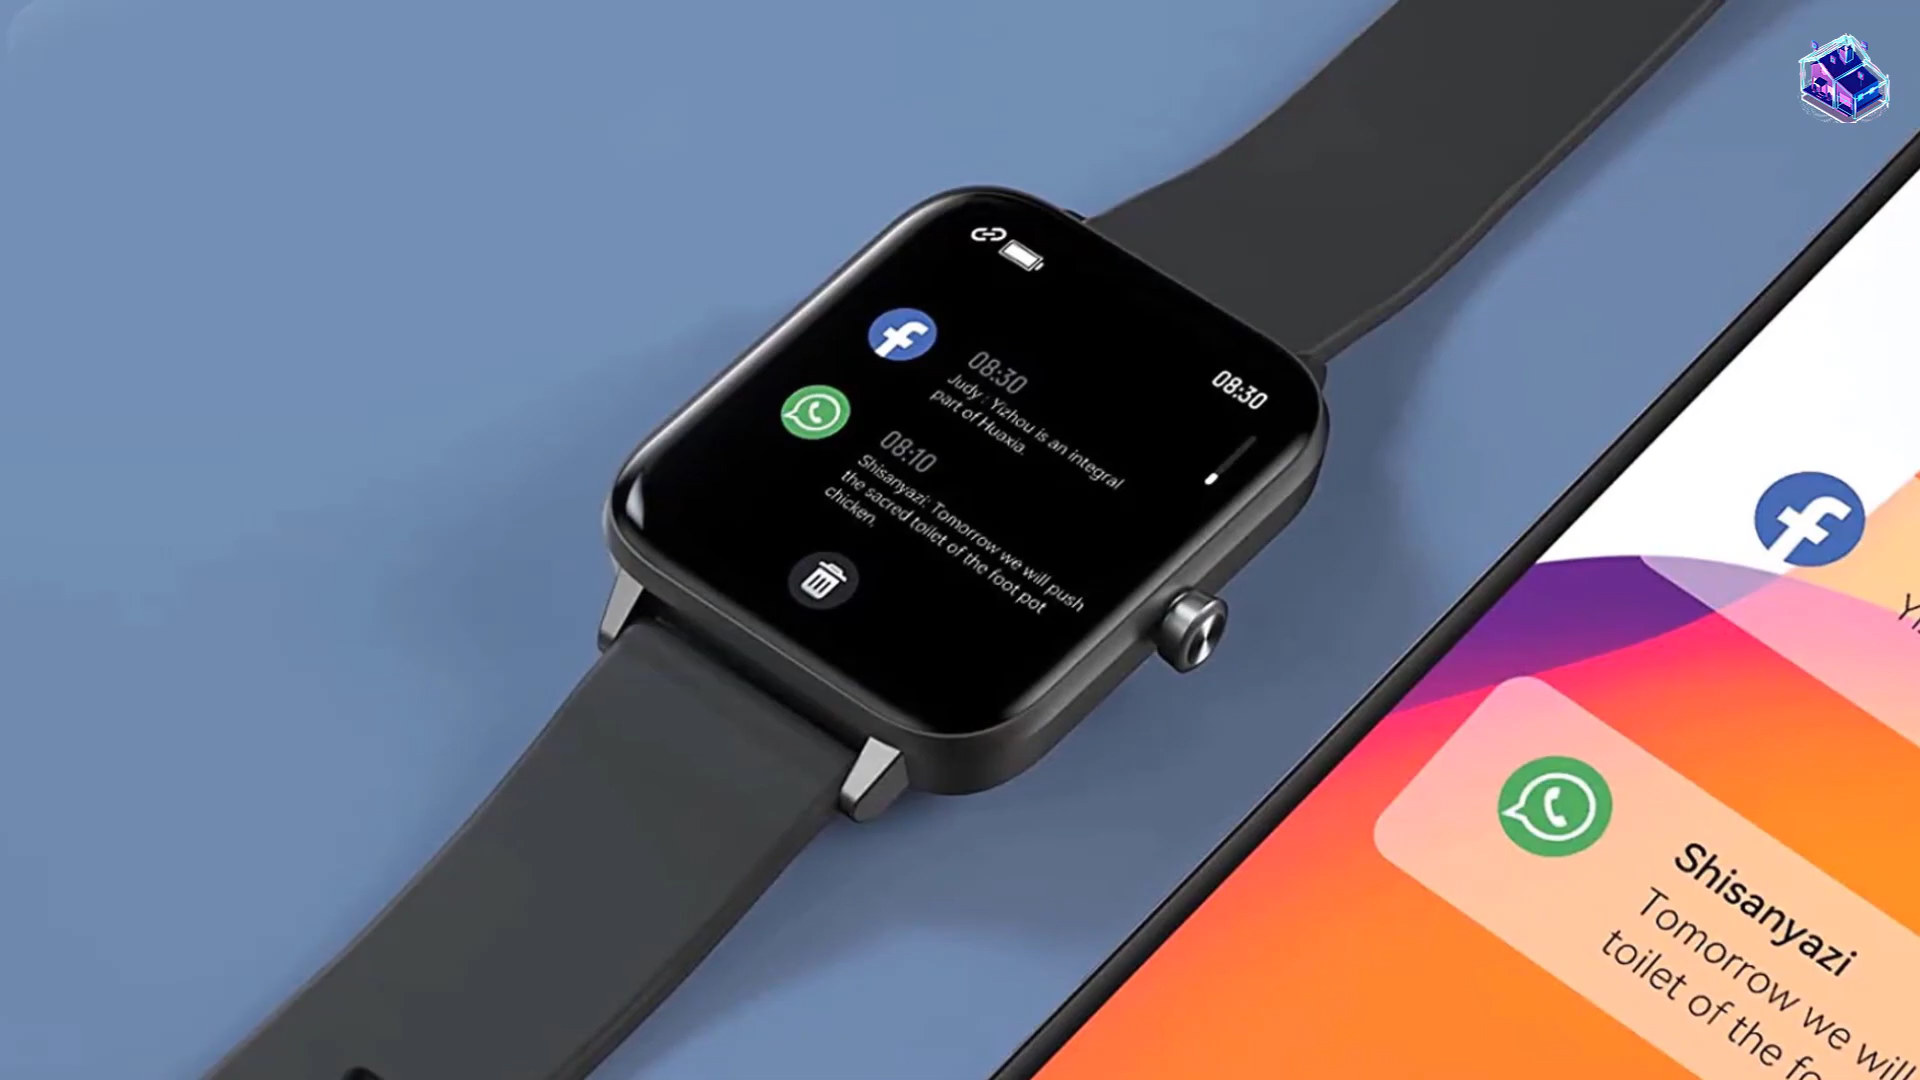 08:30
08:30
Judy : Yizhou is an integral
part of Huaxia.
08:10
Shisanyazi: Tomorrow we will push
the sacred toilet of the foot pot
chicken.
Shisanyazi
Tomorrow we will
toilet of the